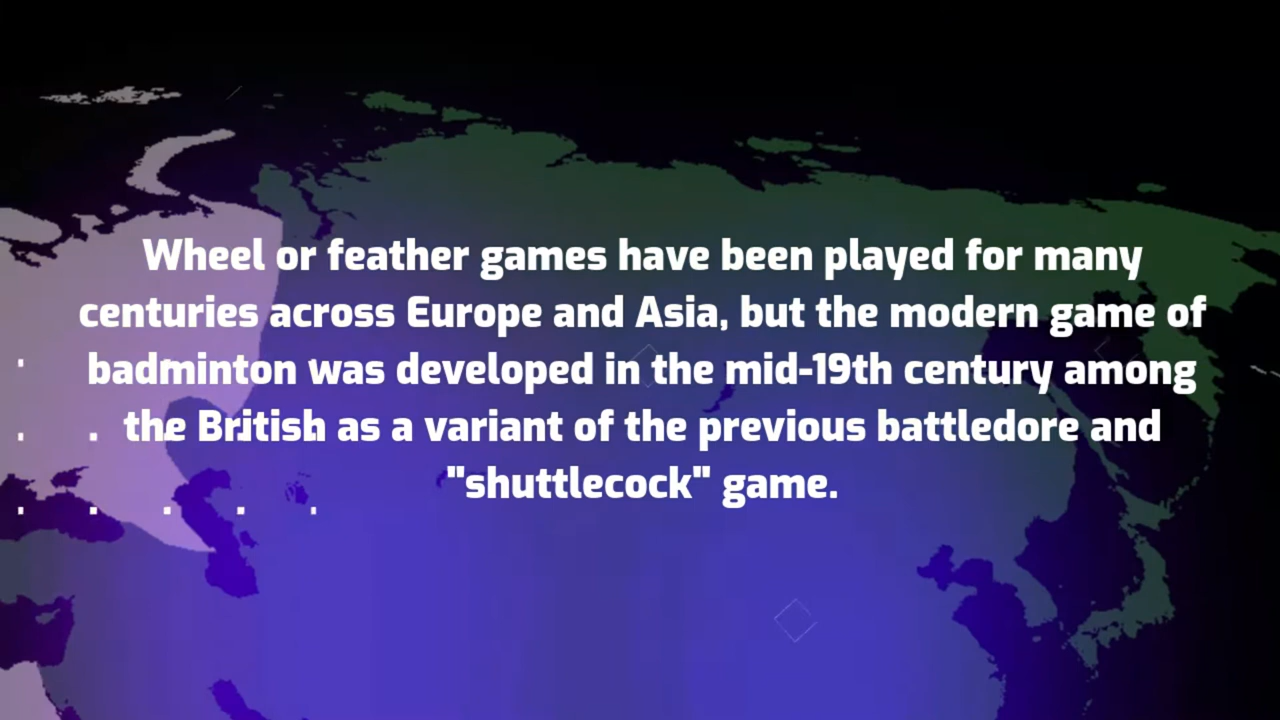 Wheel or feather games have been played for many
centuries across Europe and Asia, but the modern game of
badminton was developed in the mid-19th century among
the British as a variant of the previous battledore and
"shuttlecock" game.